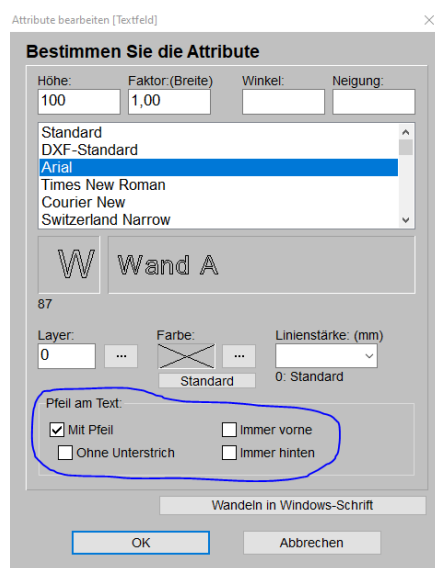 Attribute bearbeiten [Textfeld]
Bestimmen Sie die Attribute
Höhe: Faktor:(Breite) Winkel: Neigung:
100 1,00
Standard
DXF-Standard
Arial
Times New Roman
Courier New
Switzerland Narrow
W Wand A
87
Layer: Farbe: Linienstärke: (mm)
0 ... ...
Standard 0: Standard
Pfeil am Text:
Mit Pfeil Immer vorne
Ohne Unterstrich Immer hinten
Wandeln in Windows-Schrift
OK Abbrechen